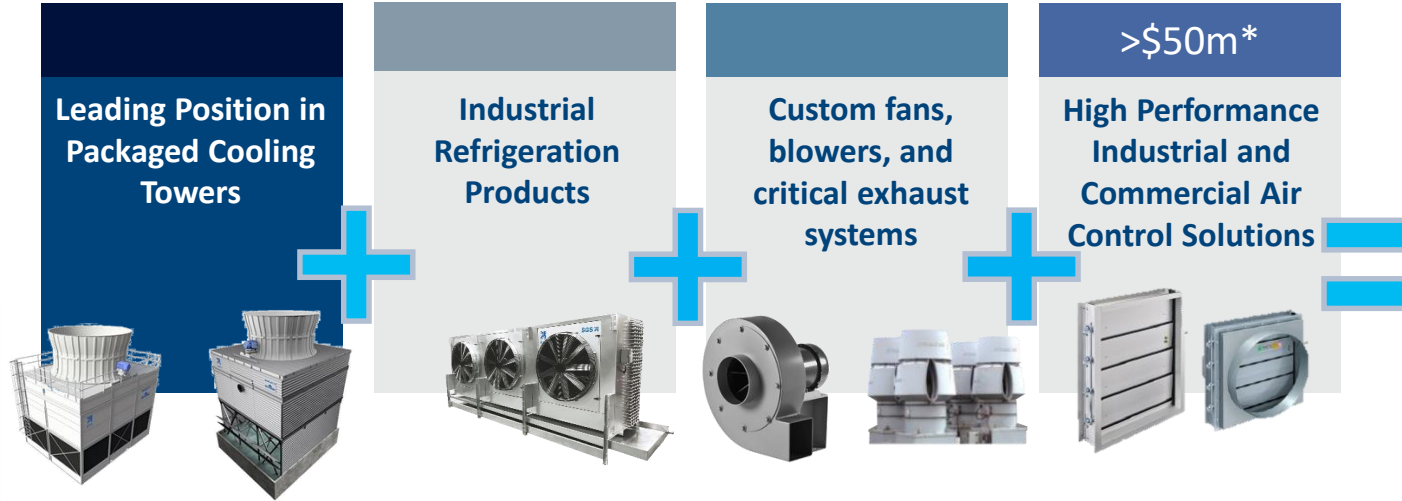 >$50m*
Leading Position in
Packaged Cooling
Towers
Industrial
Refrigeration
Products
Custom fans,
blowers, and
critical exhaust
systems
High Performance
Industrial and
Commercial Air
Control Solutions
SGS